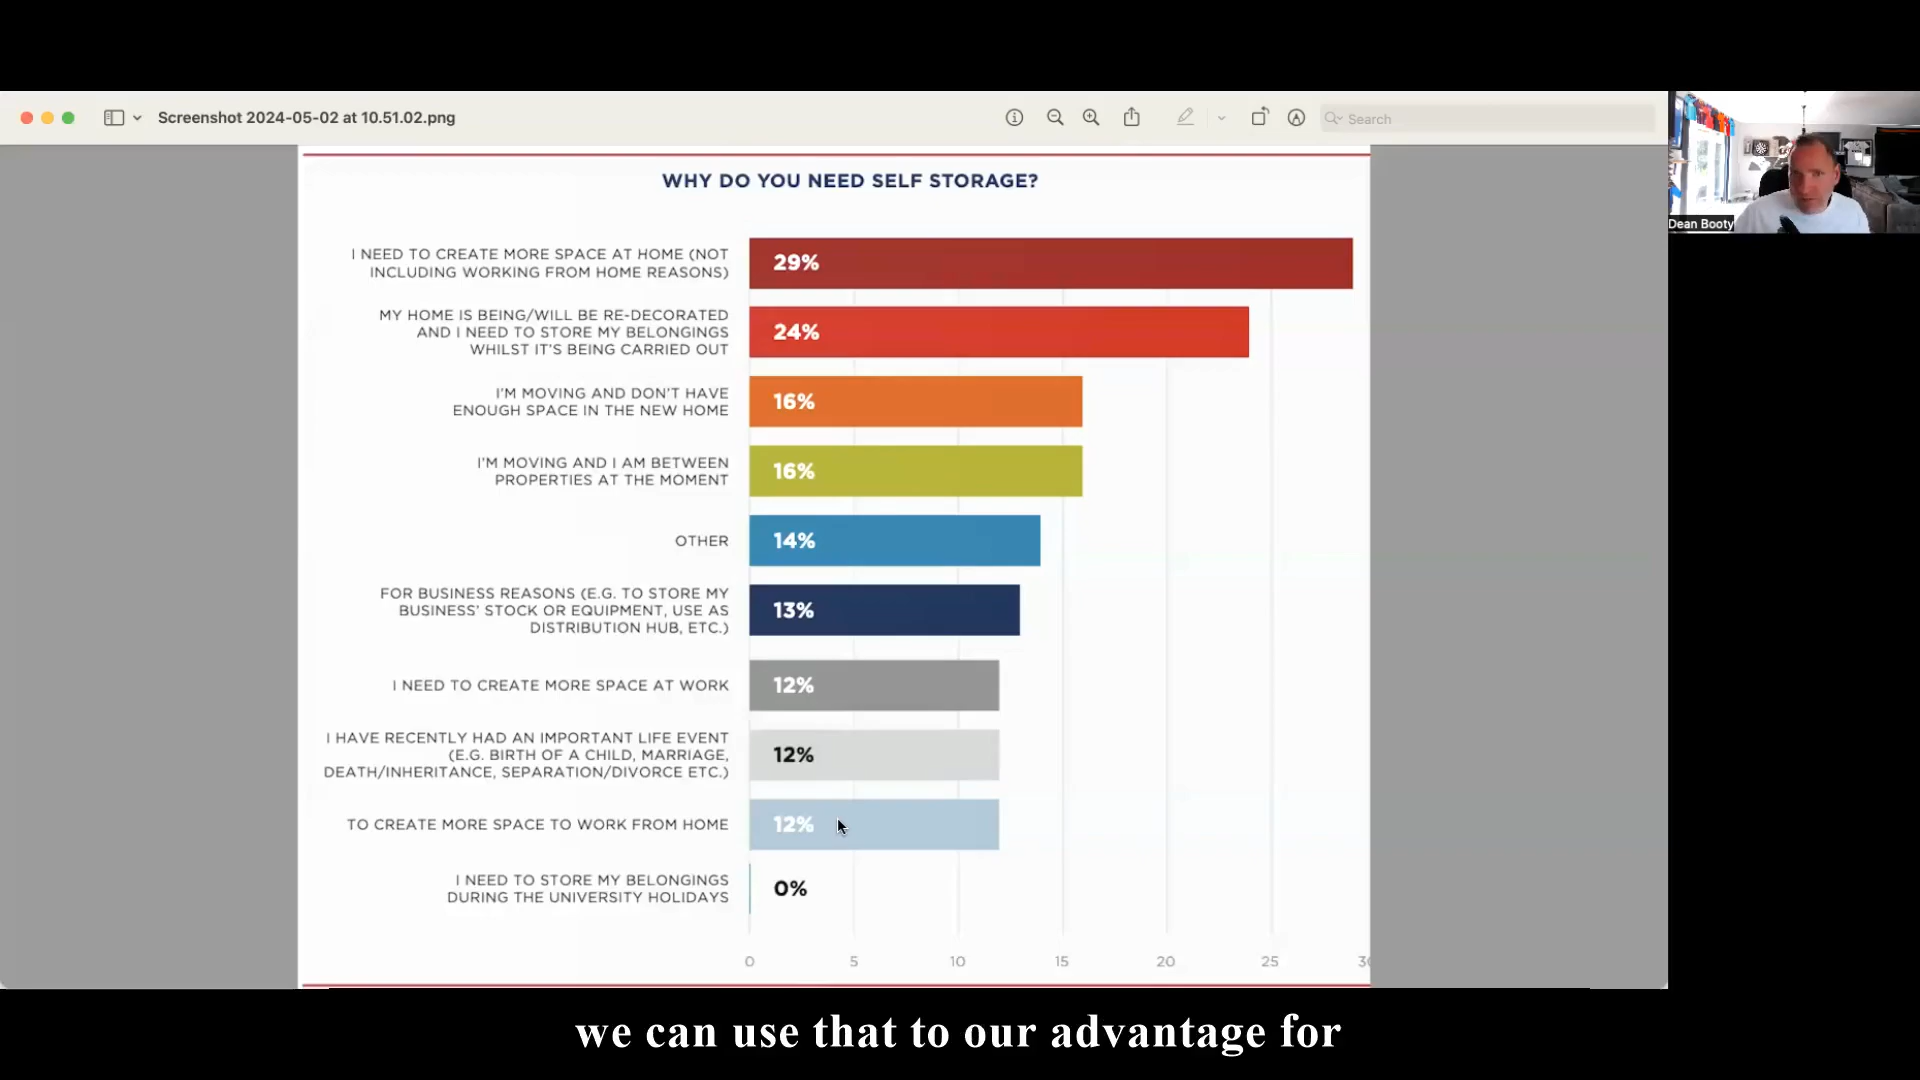 Screenshot 2024-05-02 at 10.51.02.png
Search
Dean Booty
WHY DO YOU NEED SELF STORAGE?
I NEED TO CREATE MORE SPACE AT HOME (NOT
INCLUDING WORKING FROM HOME REASONS)
29%
MY HOME IS BEING/WILL BE RE-DECORATED
AND I NEED TO STORE MY BELONGINGS
WHILST IT'S BEING CARRIED OUT
24%
I'M MOVING AND DON'T HAVE
ENOUGH SPACE IN THE NEW HOME
16%
I'M MOVING AND I AM BETWEEN
PROPERTIES AT THE MOMENT
16%
OTHER
14%
FOR BUSINESS REASONS (E.G. TO STORE MY
BUSINESS' STOCK OR EQUIPMENT, USE AS
DISTRIBUTION HUB, ETC.)
13%
I NEED TO CREATE MORE SPACE AT WORK
12%
I HAVE RECENTLY HAD AN IMPORTANT LIFE EVENT
(E.G. BIRTH OF A CHILD, MARRIAGE,
DEATH/INHERITANCE, SEPARATION/DIVORCE ETC.)
12%
TO CREATE MORE SPACE TO WORK FROM HOME
12%
I NEED TO STORE MY BELONGINGS
DURING THE UNIVERSITY HOLIDAYS
0%
0 5 10 15 20 25
we can use that to our advantage for